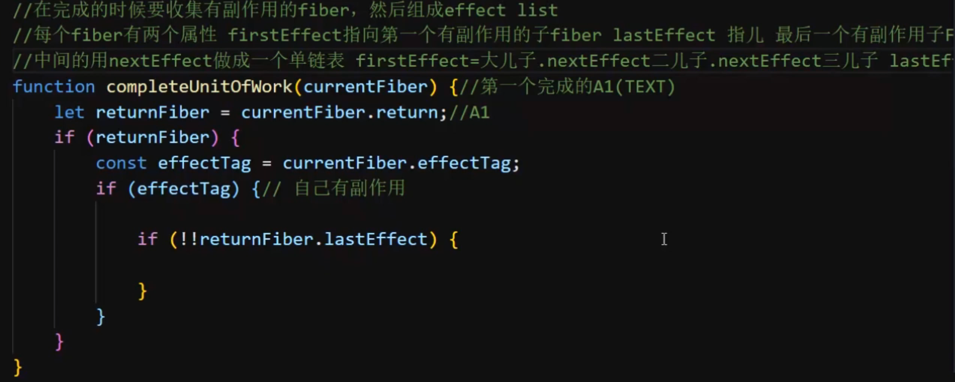 //在完成的时候要收集有副作用的fiber，然后组成effect list
//每个fiber有两个属性 firstEffect指向第一个有副作用的子fiber lastEffect 指儿 最后一个有副作用子F
//中间的用nextEffect做成一个单链表 firstEffect=大儿子.nextEffect二儿子.nextEffect三儿子 lastEf
function completeUnitOfWork(currentFiber) {//第一个完成的A1(TEXT)
let returnFiber = currentFiber.return;//A1
if (returnFiber) {
const effectTag = currentFiber.effectTag;
if (effectTag) {// 自己有副作用
if (!!returnFiber.lastEffect) {
}
}
}
}